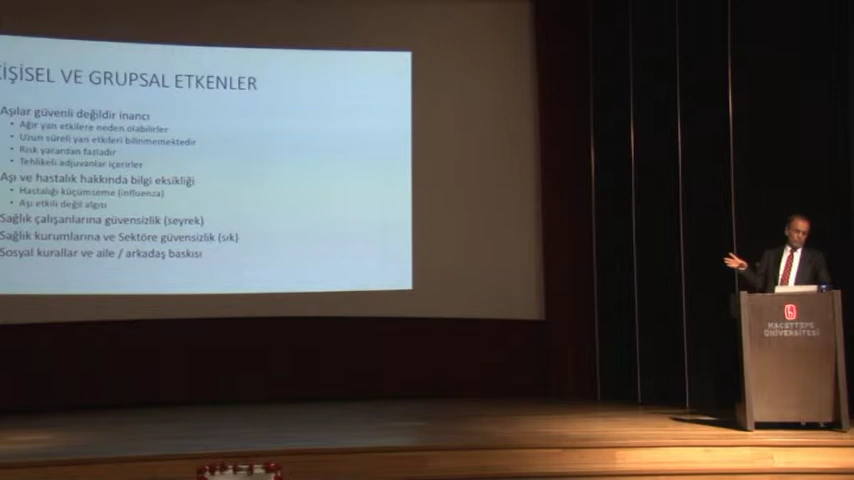 KİŞİSEL VE GRUPSAL ETKENLER
Aşılar güvenli değildir inancı
• Ağır yan etkilere neden olabilirler
• Uzun süreli yan etkileri bilinmemektedir
• Risk yarardan fazladır
• Tehlikeli adjuvanlar içerirler
Aşı ve hastalık hakkında bilgi eksikliği
• Hastalığı küçümseme (influenza)
• Aşı etkili değil algısı
Sağlık çalışanlarına güvensizlik (seyrek)
Sağlık kurumlarına ve Sektöre güvensizlik (sık)
Sosyal kurallar ve aile / arkadaş baskısı
HACETTEPE
ÜNİVERSİTESİ